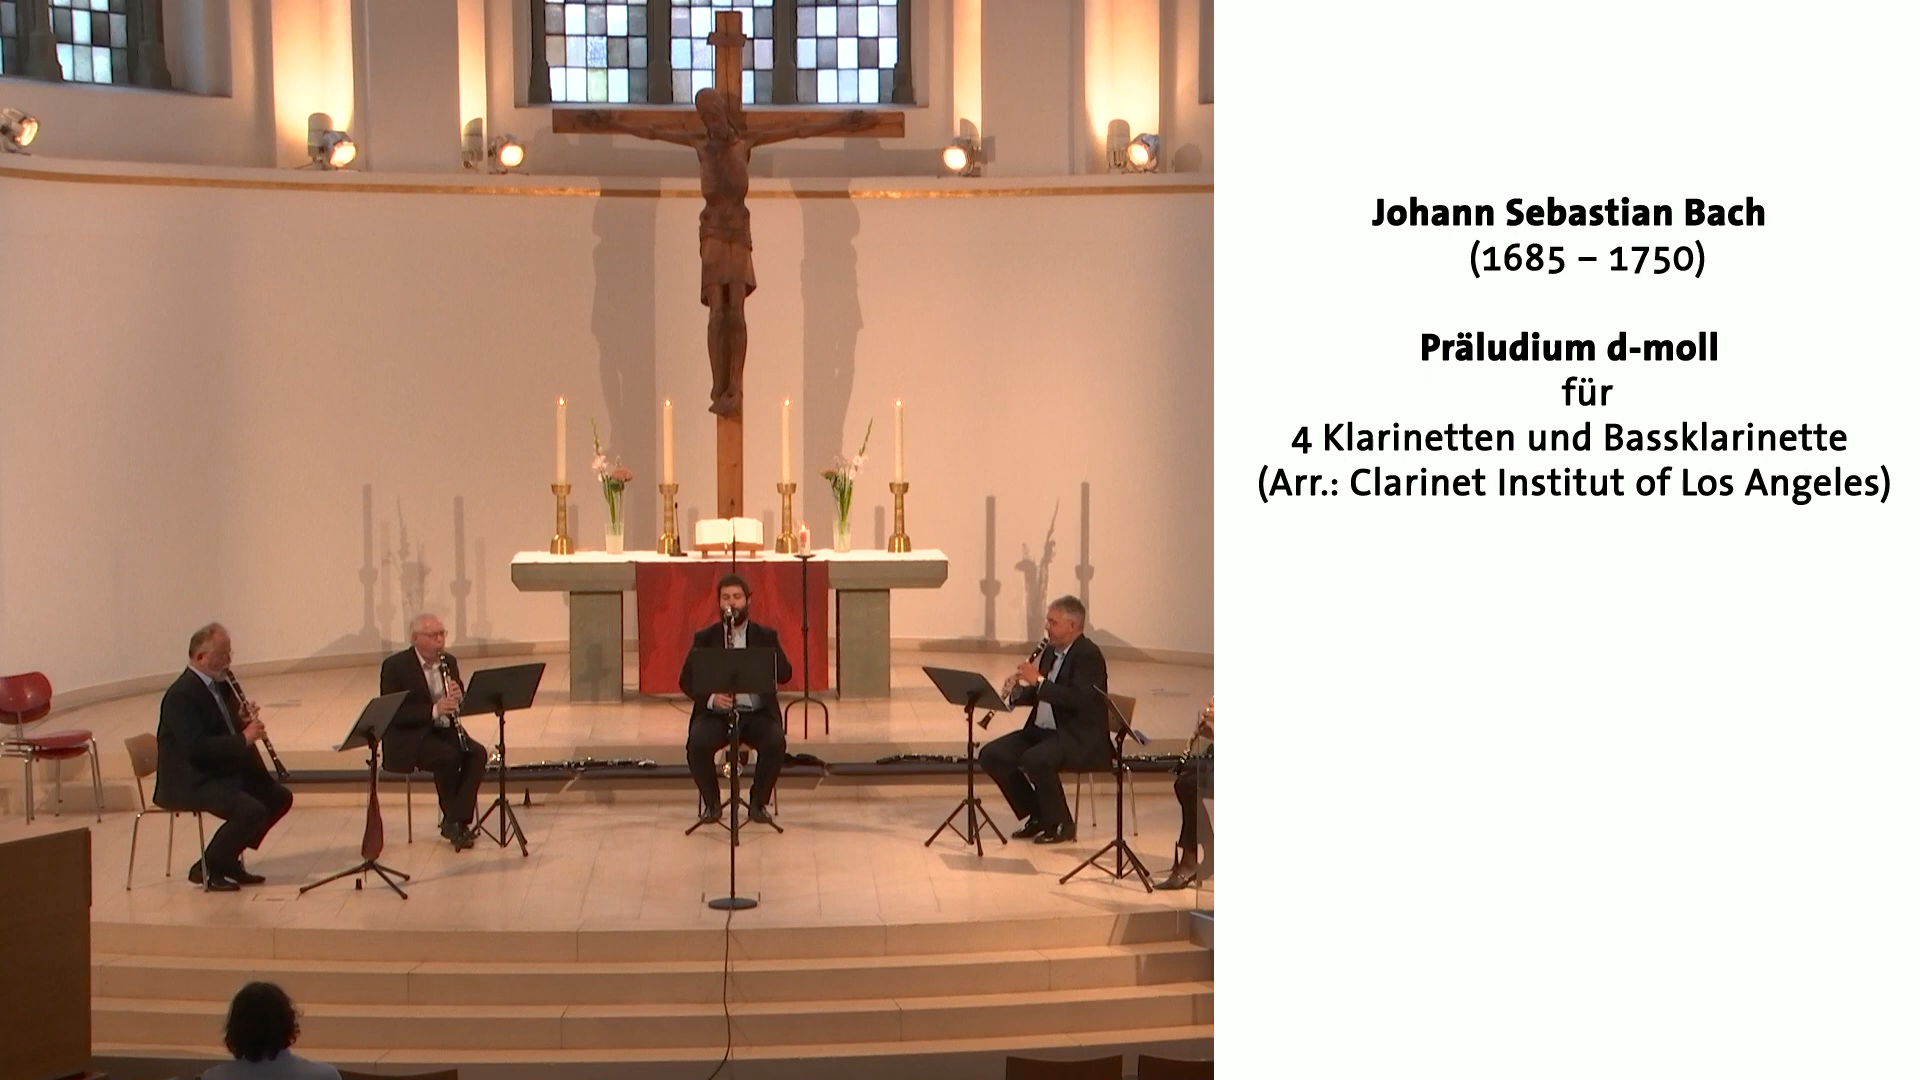 Johann Sebastian Bach
(1685 – 1750)
Präludium d-moll
für
4 Klarinetten und Bassklarinette
(Arr.: Clarinet Institut of Los Angeles)